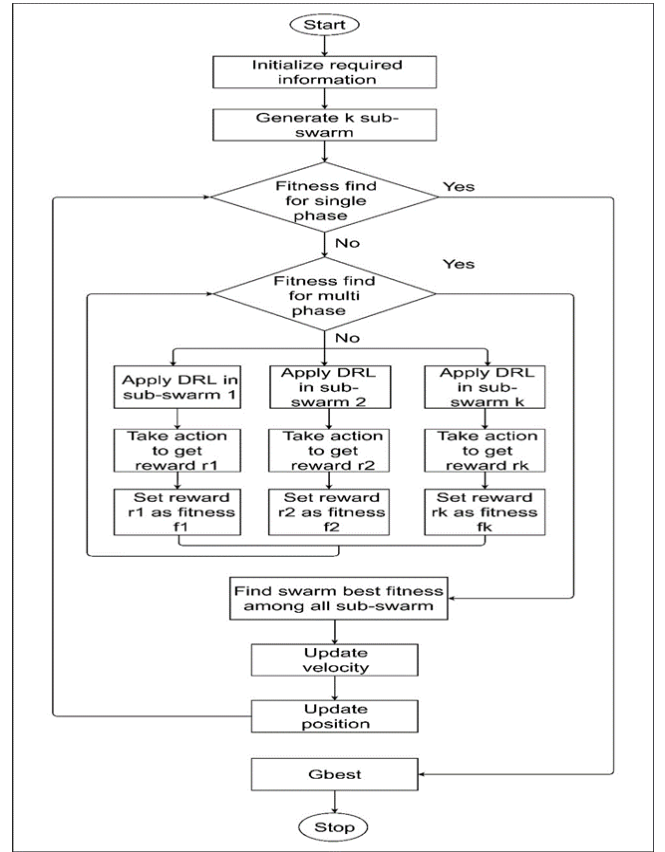 Start
Initialize required
information
Generate k sub-
swarm
Fitness find
for single
phase
Yes
No
Fitness find
for multi
phase
Yes
No
Apply DRL in
sub-swarm 1
Apply DRL
in sub-
swarm 2
Apply DRL
in sub-
swarm k
Take action
to get
reward r1
Take action
to get
reward r2
Take action
to get
reward rk
Set reward
r1 as fitness
f1
Set reward
r2 as fitness
f2
Set reward
rk as fitness
fk
Find swarm best fitness
among all sub-swarm
Update
velocity
Update
position
Gbest
Stop